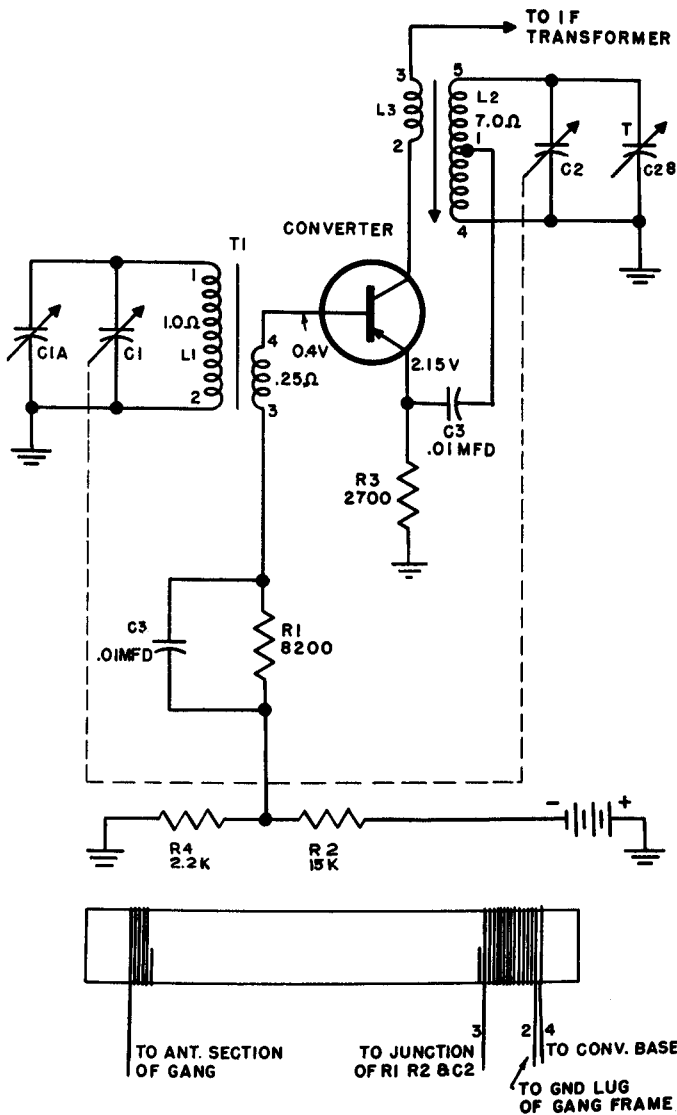 TO IF
TRANSFORMER
3
5
L3
L2
7.0Ω
1
2
4
T
C2
C2B
CONVERTER
T1
1
1.0Ω
L1
2
C1A
C1
4
.25Ω
3
0.4V
2.15V
C3
.01MFD
R3
2700
C3
.01MFD
R1
8200
R4
2.2K
R2
15K
-
+
3
2
4
TO ANT. SECTION
OF GANG
TO JUNCTION
OF R1 R2 & C2
TO CONV. BASE
TO GND LUG
OF GANG FRAME